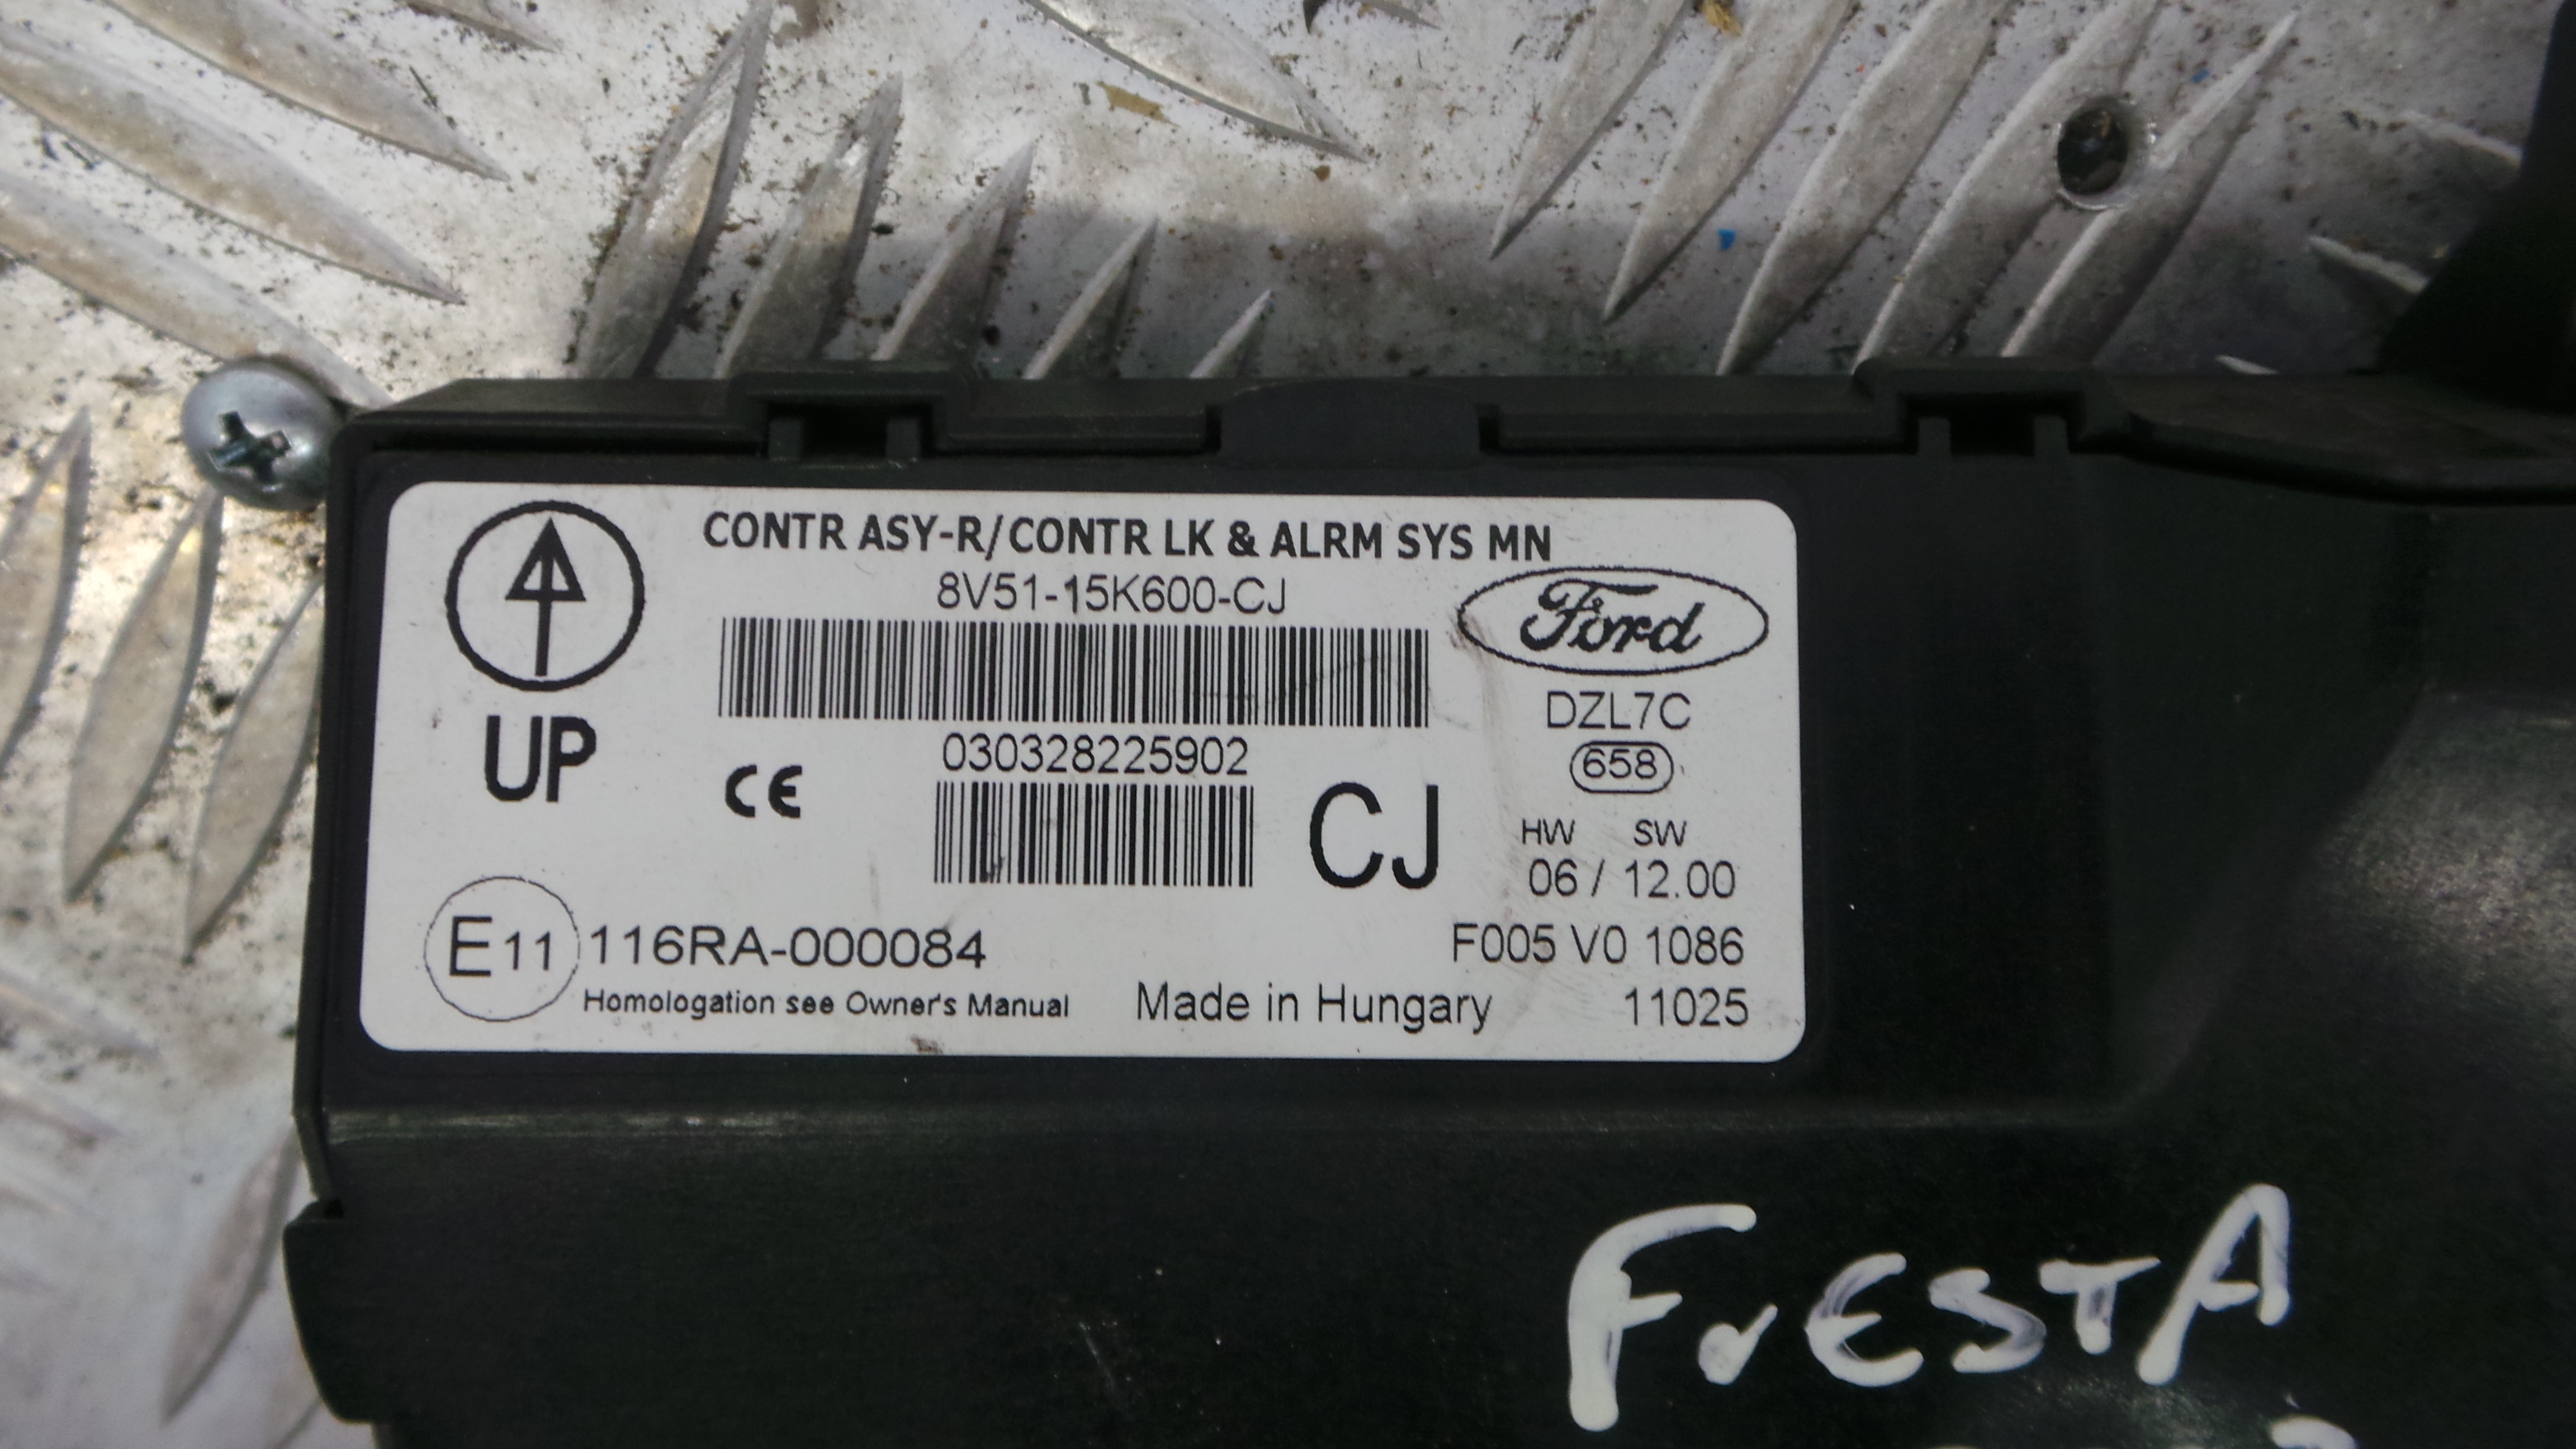 CONTR ASY-R/CONTR LK & ALRM SYS MN
8V51-15K600-CJ
Ford
UP
DZL7C
658
030328225902
CE
CJ
HW SW
06 / 12.00
E11 116RA-000084
F005 V0 1086
Homologation see Owner's Manual
Made in Hungary
11025
FIESTA